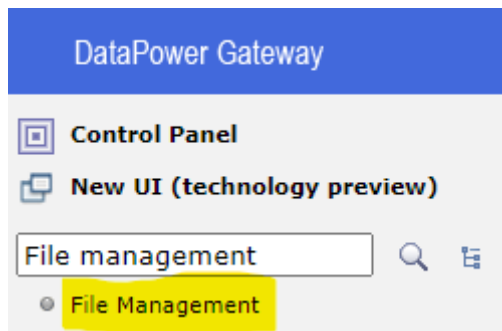 DataPower Gateway
Control Panel
New UI (technology preview)
File management
File Management